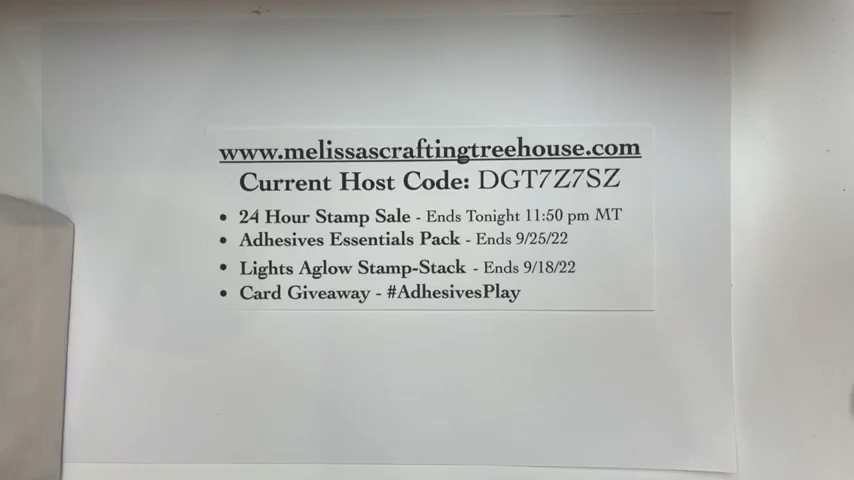 www.melissascraftingtreehouse.com
Current Host Code: DGT7Z7SZ
• 24 Hour Stamp Sale - Ends Tonight 11:50 pm MT
• Adhesives Essentials Pack - Ends 9/25/22
• Lights Aglow Stamp-Stack - Ends 9/18/22
• Card Giveaway - #AdhesivesPlay